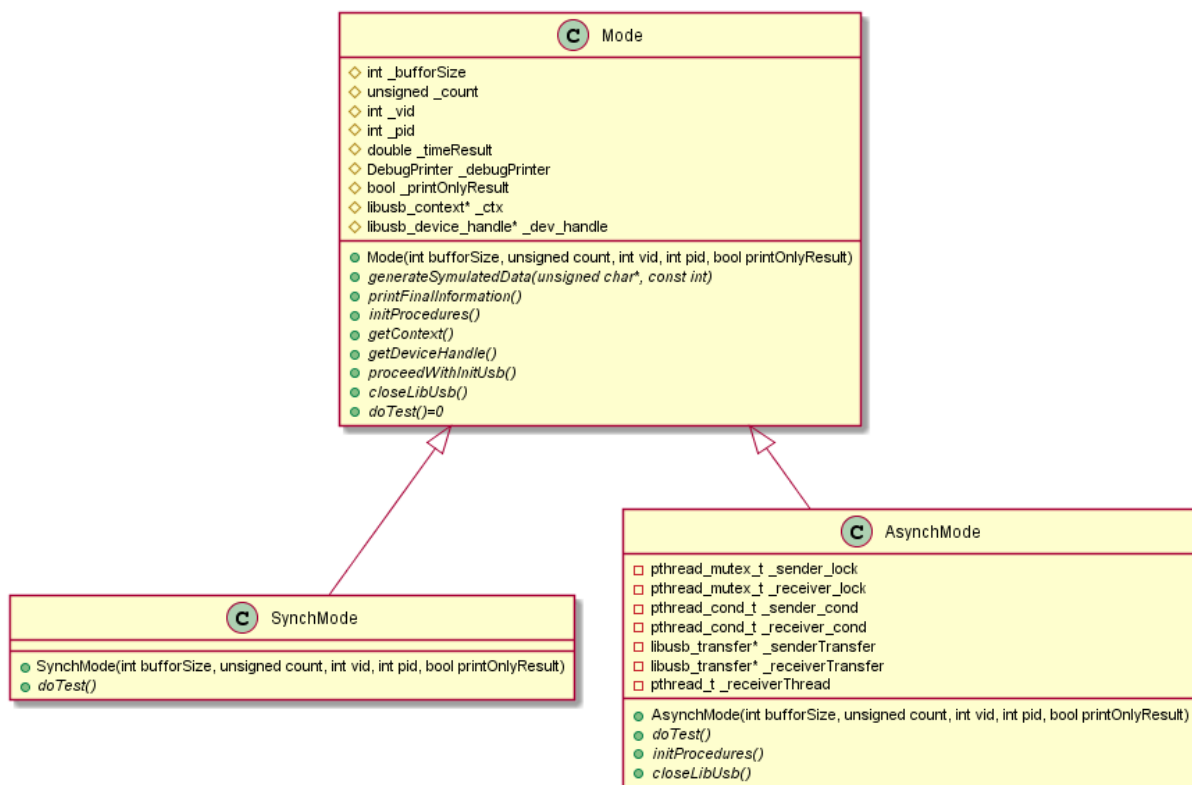 C Mode
int _bufforSize
unsigned _count
int _vid
int _pid
double _timeResult
DebugPrinter _debugPrinter
bool _printOnlyResult
libusb_context* _ctx
libusb_device_handle* _dev_handle
Mode(int bufforSize, unsigned count, int vid, int pid, bool printOnlyResult)
generateSymulatedData(unsigned char*, const int)
printFinalInformation()
initProcedures()
getContext()
getDeviceHandle()
proceedWithInitUsb()
closeLibUsb()
doTest()=0
C SynchMode
SynchMode(int bufforSize, unsigned count, int vid, int pid, bool printOnlyResult)
doTest()
C AsynchMode
pthread_mutex_t _sender_lock
pthread_mutex_t _receiver_lock
pthread_cond_t _sender_cond
pthread_cond_t _receiver_cond
libusb_transfer* _senderTransfer
libusb_transfer* _receiverTransfer
pthread_t _receiverThread
AsynchMode(int bufforSize, unsigned count, int vid, int pid, bool printOnlyResult)
doTest()
initProcedures()
closeLibUsb()